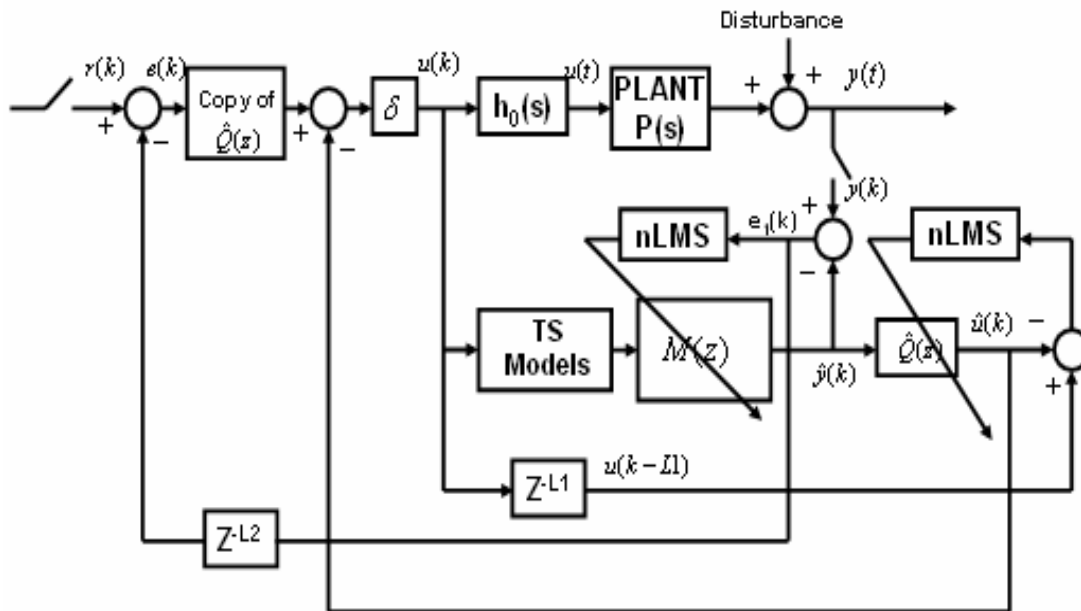 Disturbance
r(k)
e(k)
Copy of
Q̂(z)
δ
u(k)
h₀(s)
u(t)
PLANT
P(s)
+
+
y(t)
+
−
+
−
y(k)
nLMS
e₁(k)
+
−
nLMS
TS
Models
M(z)
ŷ(k)
Q̂(z)
û(k)
−
+
Z⁻ᴸ¹
u(k−L1)
Z⁻ᴸ²